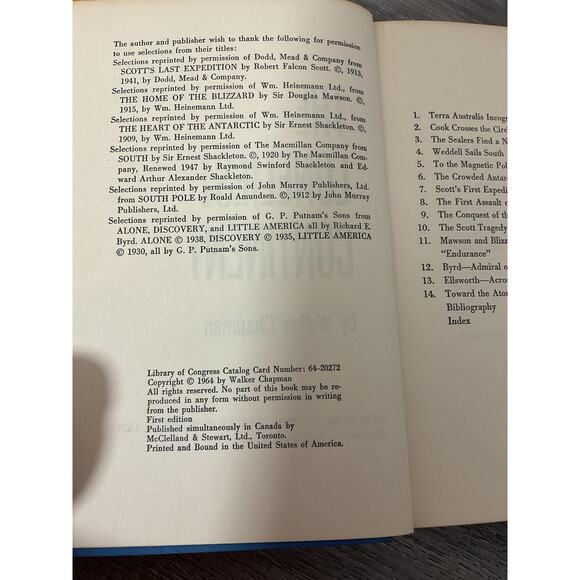 The author and publisher wish to thank the following for permission
to use selections from their titles:
Selections reprinted by permission of Dodd, Mead & Company from
SCOTT'S LAST EXPEDITION by Robert Falcon Scott. ©, 1913,
1941, by Dodd, Mead & Company.
Selections reprinted by permission of Wm. Heinemann Ltd., from
THE HOME OF THE BLIZZARD by Sir Douglas Mawson. ©,
1915, by Wm. Heinemann Ltd.
Selections reprinted by permission of Wm. Heinemann Ltd., from
THE HEART OF THE ANTARCTIC by Sir Ernest Shackleton. ©,
1909, by Wm. Heinemann Ltd.
Selections reprinted by permission of The Macmillan Company from
SOUTH by Sir Ernest Shackleton. ©, 1920 by The Macmillan Com-
pany, Renewed 1947 by Raymond Swinford Shackleton and Ed-
ward Arthur Alexander Shackleton.
Selections reprinted by permission of John Murray Publishers, Ltd.
from SOUTH POLE by Roald Amundsen. ©, 1912 by John Murray
Publishers, Ltd.
Selections reprinted by permission of G. P. Putnam's Sons from
ALONE, DISCOVERY, and LITTLE AMERICA all by Richard E.
Byrd. ALONE © 1938, DISCOVERY © 1935, LITTLE AMERICA
© 1930, all by G. P. Putnam's Sons.
CONTINENT
by Walker Chapman
Library of Congress Catalog Card Number: 64-20272
Copyright © 1964 by Walker Chapman
All rights reserved. No part of this book may be re-
produced in any form without permission in writing
from the publisher.
First edition
Published simultaneously in Canada by
McClelland & Stewart, Ltd., Toronto.
Printed and Bound in the United States of America.
1. Terra Australis Incog
2. Cook Crosses the Circ
3. The Sealers Find a N
4. Weddell Sails South
5. To the Magnetic Pol
6. The Crowded Antar
7. Scott's First Expedi
8. The First Assault o
9. The Conquest of th
10. The Scott Tragedy
11. Mawson and Blizz
"Endurance"
12. Byrd—Admiral o
13. Ellsworth—Acros
14. Toward the Ato
Bibliography
Index